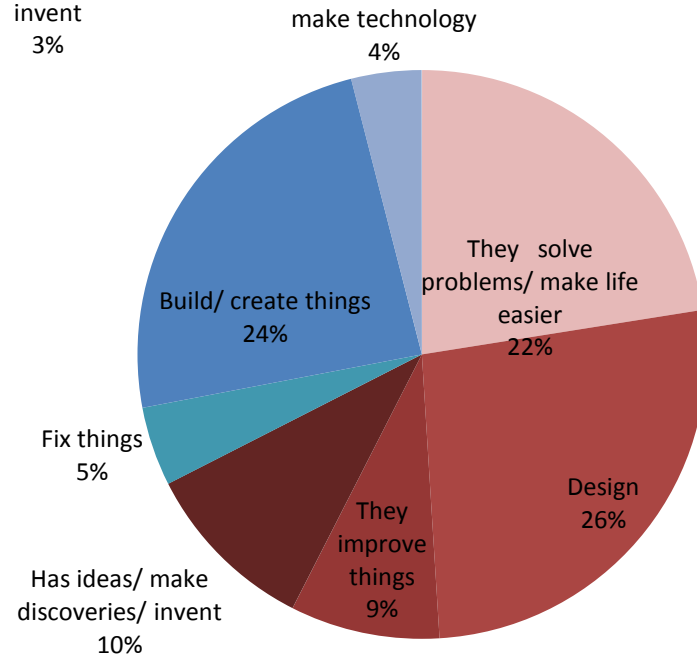 invent
3%
make technology
4%
They solve
problems/ make life
easier
22%
Build/ create things
24%
Fix things
5%
Design
26%
They
improve
things
9%
Has ideas/ make
discoveries/ invent
10%